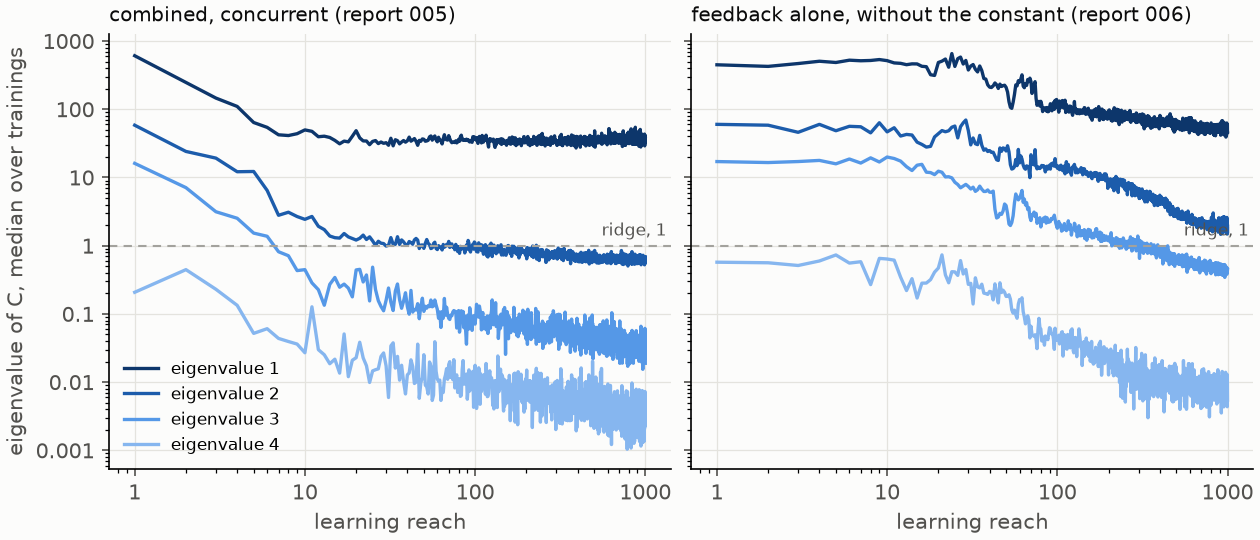 combined, concurrent (report 005)
feedback alone, without the constant (report 006)
eigenvalue of C, median over trainings
1000
100
10
1
0.1
0.01
0.001
ridge, 1
ridge, 1
eigenvalue 1
eigenvalue 2
eigenvalue 3
eigenvalue 4
1 10 100 1000
1 10 100 1000
learning reach
learning reach